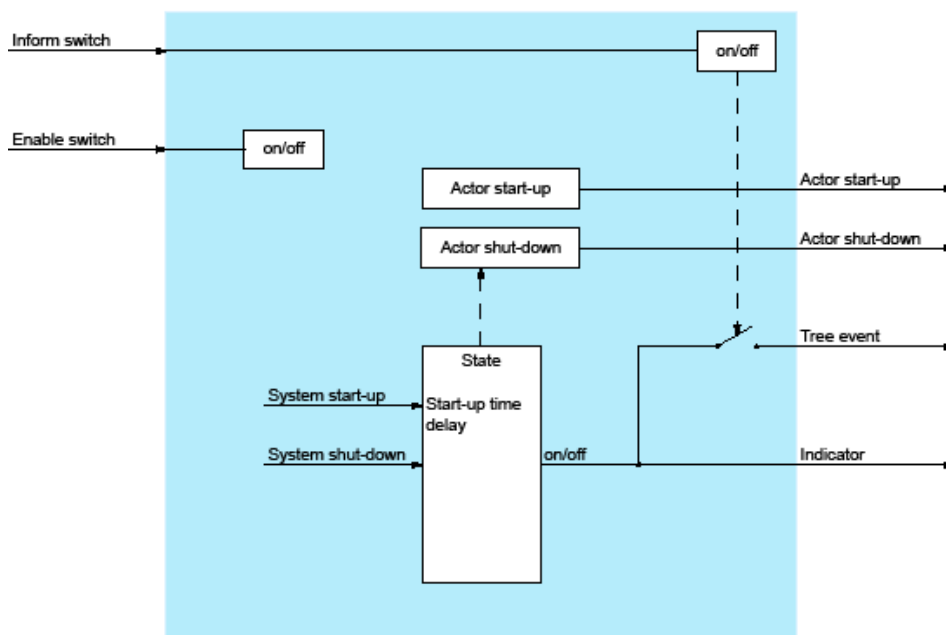 Inform switch
on/off
Enable switch
on/off
Actor start-up
Actor start-up
Actor shut-down
Actor shut-down
Tree event
State
System start-up
Start-up time
delay
System shut-down
on/off
Indicator